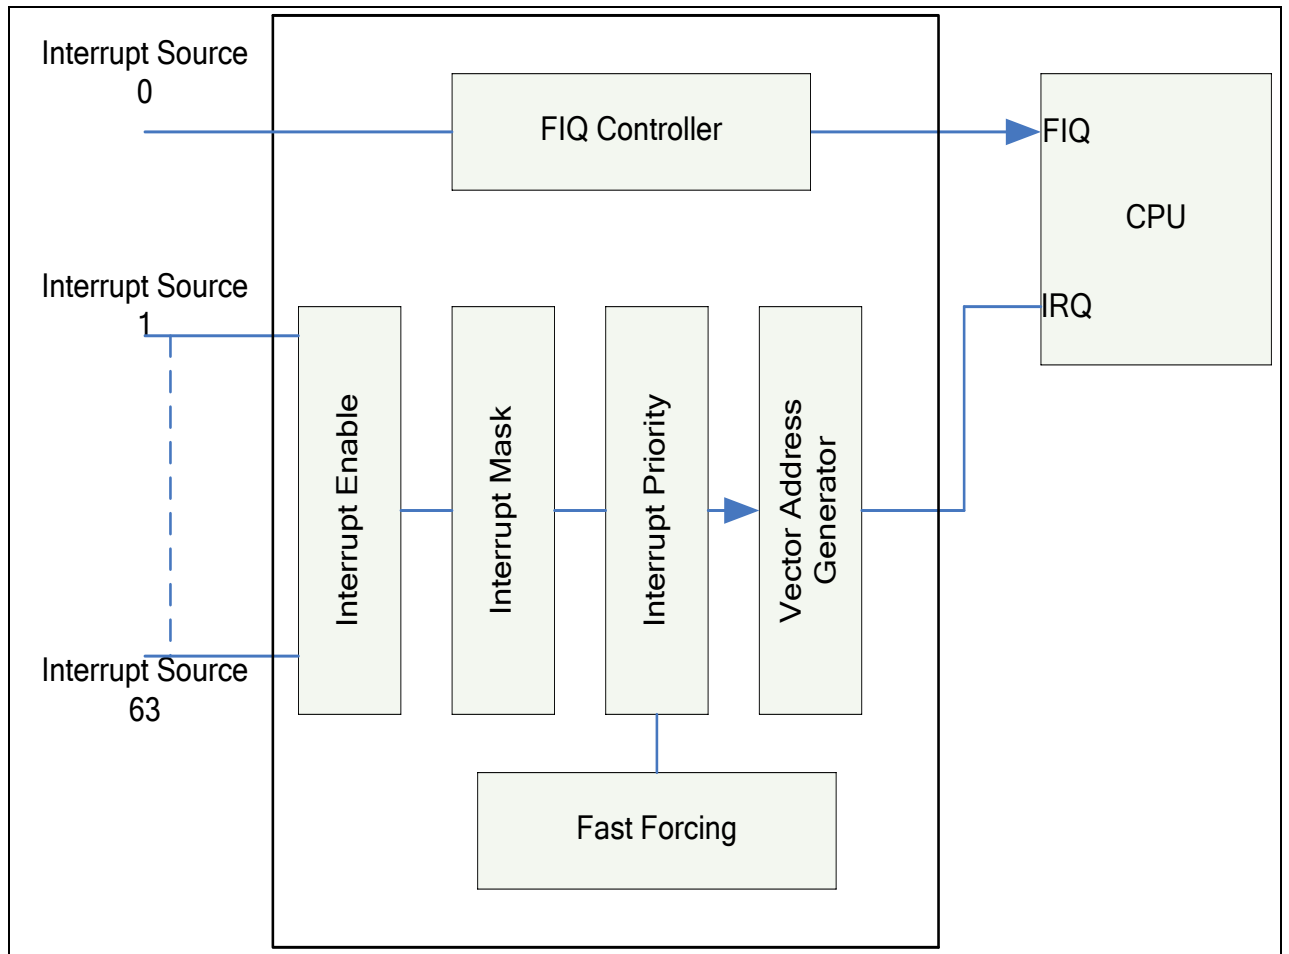 Interrupt Source
0
FIQ Controller
FIQ
CPU
IRQ
Interrupt Source
1
Interrupt Enable
Interrupt Mask
Interrupt Priority
Vector Address
Generator
Interrupt Source
63
Fast Forcing